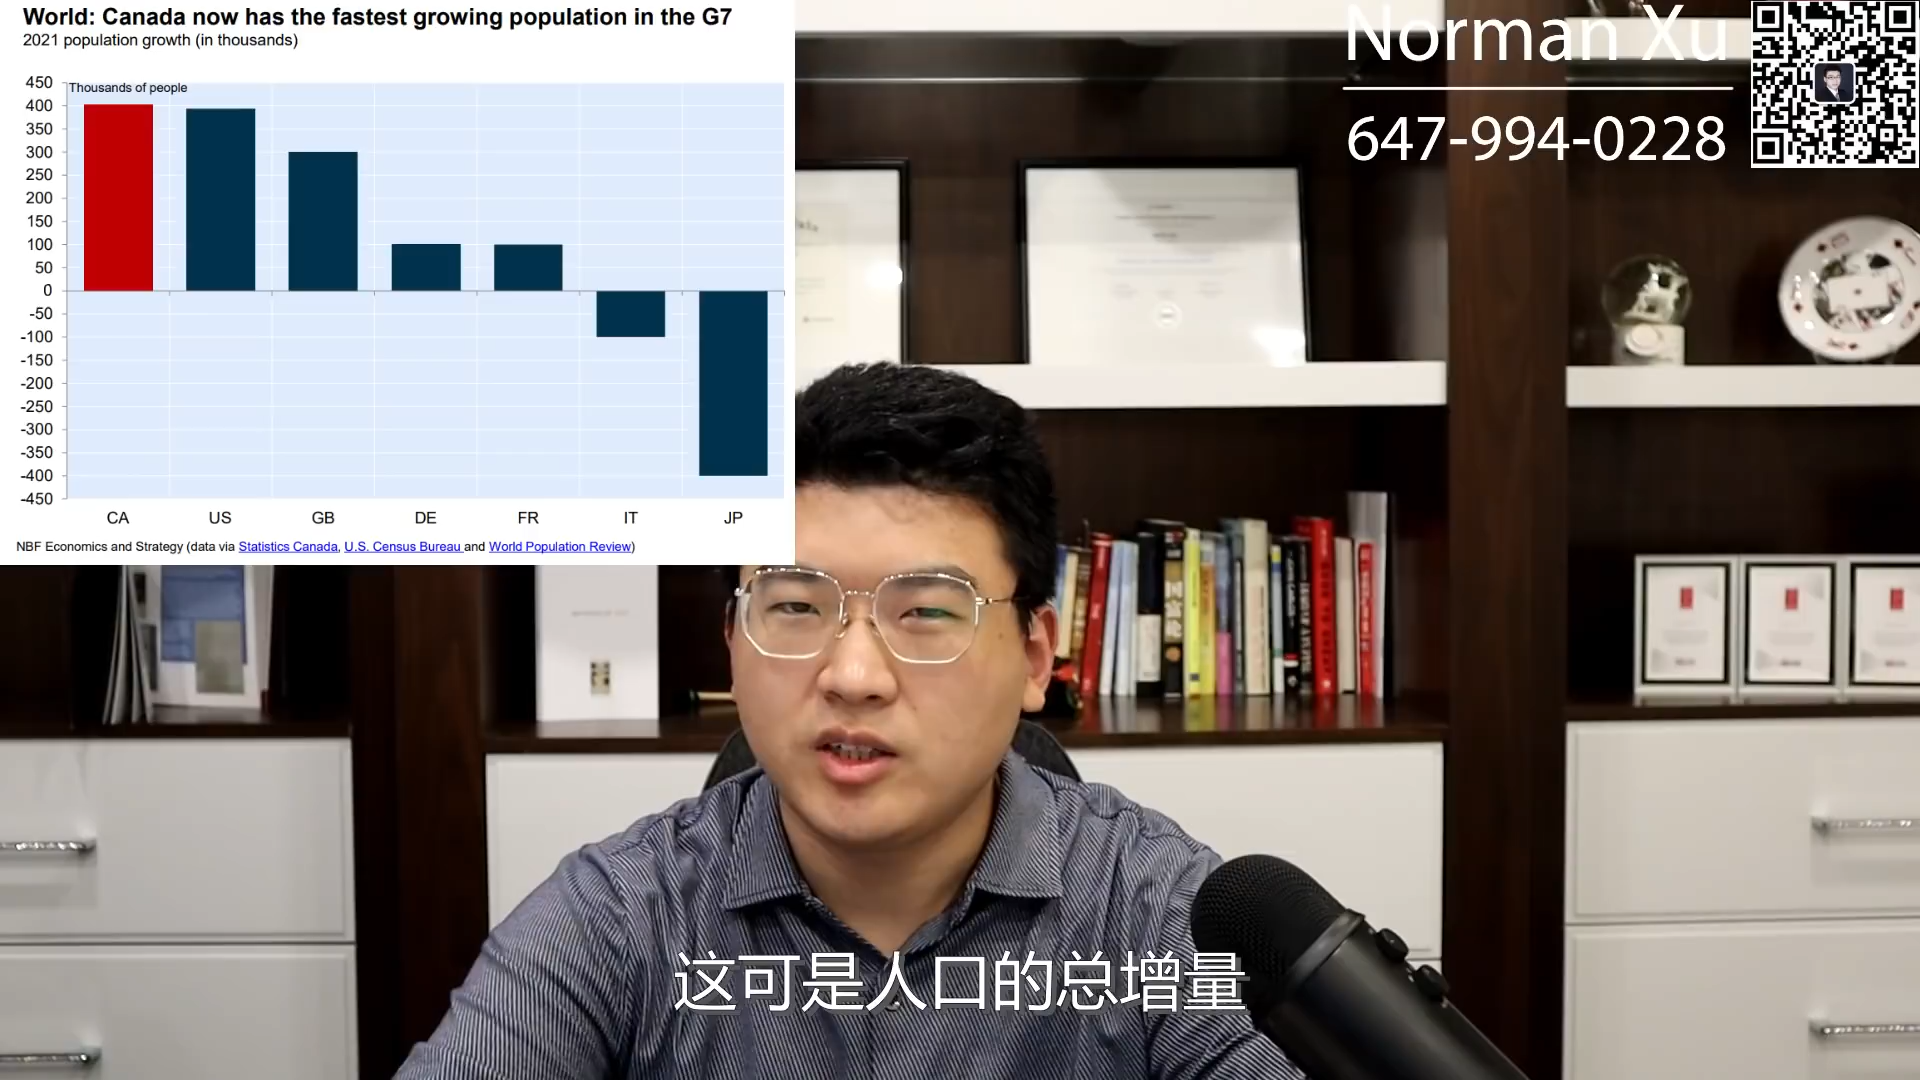 World: Canada now has the fastest growing population in the G7
2021 population growth (in thousands)
Thousands of people
450
400
350
300
250
200
150
100
50
0
-50
-100
-150
-200
-250
-300
-350
-400
-450
CA US GB DE FR IT JP
NBF Economics and Strategy (data via Statistics Canada, U.S. Census Bureau and World Population Review)
Norman Xu
647-994-0228
这可是人口的总增量